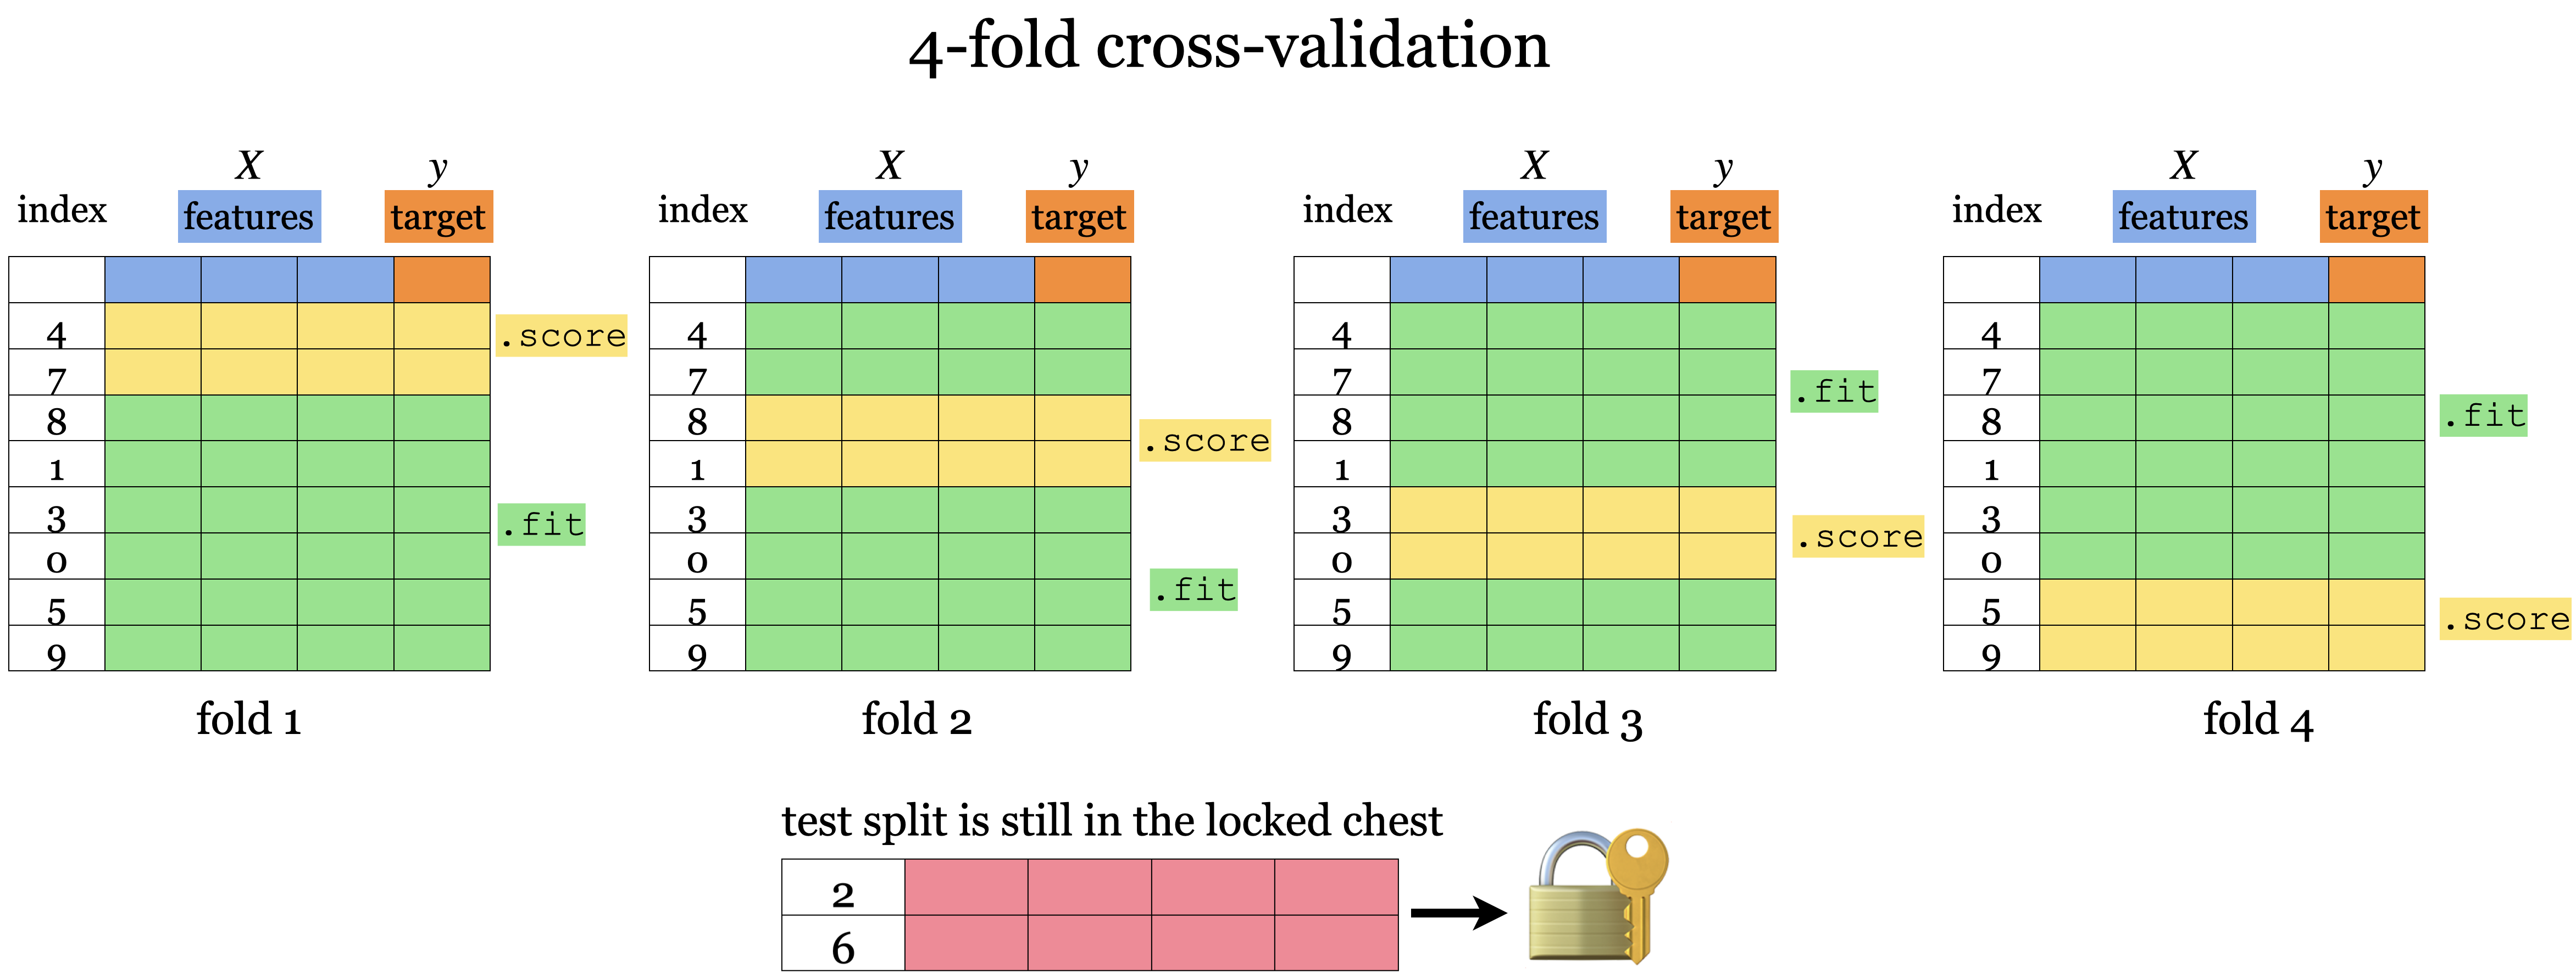 4-fold cross-validation
X y X y X y X y
index features target index features target index features target index features target
4 .score 4 4 4
7 7 7 .fit 7
8 8 .score 8 8 .fit
1 1 1 1
3 .fit 3 3 .score 3
0 0 0 0
5 5 .fit 5 5 .score
9 9 9 9
fold 1 fold 2 fold 3 fold 4
test split is still in the locked chest
2
6